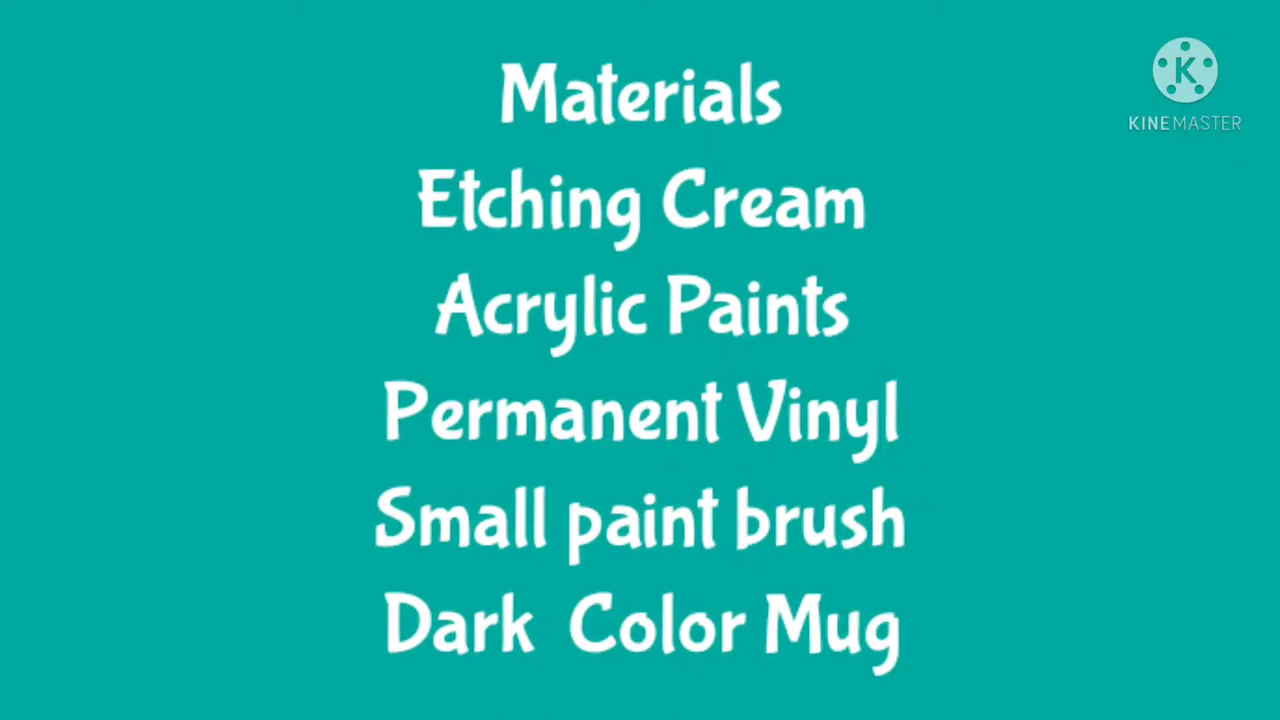 Materials
Etching Cream
Acrylic Paints
Permanent Vinyl
Small paint brush
Dark Color Mug
K
KINEMASTER